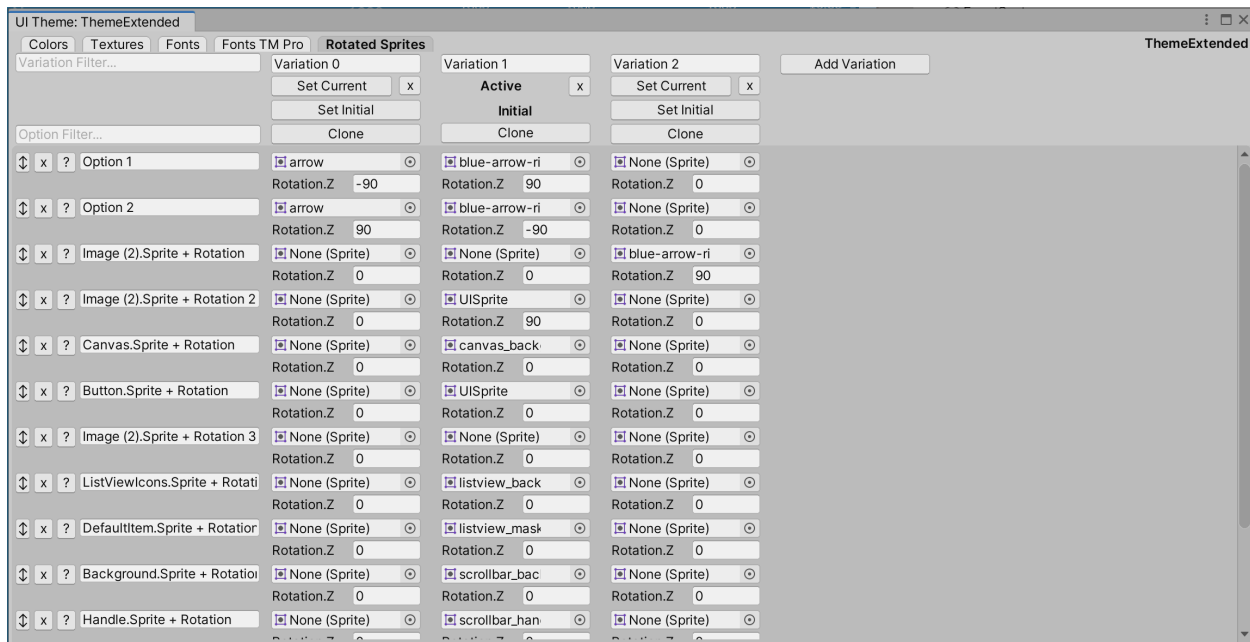 UI Theme: ThemeExtended
Colors Textures Fonts Fonts TM Pro Rotated Sprites ThemeExtended
Variation Filter... Variation 0 Variation 1 Variation 2 Add Variation
Set Current x Active x Set Current x
Set Initial Initial Set Initial
Option Filter... Clone Clone Clone
x ? Option 1 arrow blue-arrow-ri None (Sprite)
Rotation.Z -90 Rotation.Z 90 Rotation.Z 0
x ? Option 2 arrow blue-arrow-ri None (Sprite)
Rotation.Z 90 Rotation.Z -90 Rotation.Z 0
x ? Image (2).Sprite + Rotation None (Sprite) None (Sprite) blue-arrow-ri
Rotation.Z 0 Rotation.Z 0 Rotation.Z 90
x ? Image (2).Sprite + Rotation 2 None (Sprite) UISprite None (Sprite)
Rotation.Z 0 Rotation.Z 90 Rotation.Z 0
x ? Canvas.Sprite + Rotation None (Sprite) canvas_back None (Sprite)
Rotation.Z 0 Rotation.Z 0 Rotation.Z 0
x ? Button.Sprite + Rotation None (Sprite) UISprite None (Sprite)
Rotation.Z 0 Rotation.Z 0 Rotation.Z 0
x ? Image (2).Sprite + Rotation 3 None (Sprite) None (Sprite) None (Sprite)
Rotation.Z 0 Rotation.Z 0 Rotation.Z 0
x ? ListViewIcons.Sprite + Rotati None (Sprite) listview_back None (Sprite)
Rotation.Z 0 Rotation.Z 0 Rotation.Z 0
x ? DefaultItem.Sprite + Rotation None (Sprite) listview_mask None (Sprite)
Rotation.Z 0 Rotation.Z 0 Rotation.Z 0
x ? Background.Sprite + Rotation None (Sprite) scrollbar_bac None (Sprite)
Rotation.Z 0 Rotation.Z 0 Rotation.Z 0
x ? Handle.Sprite + Rotation None (Sprite) scrollbar_han None (Sprite)